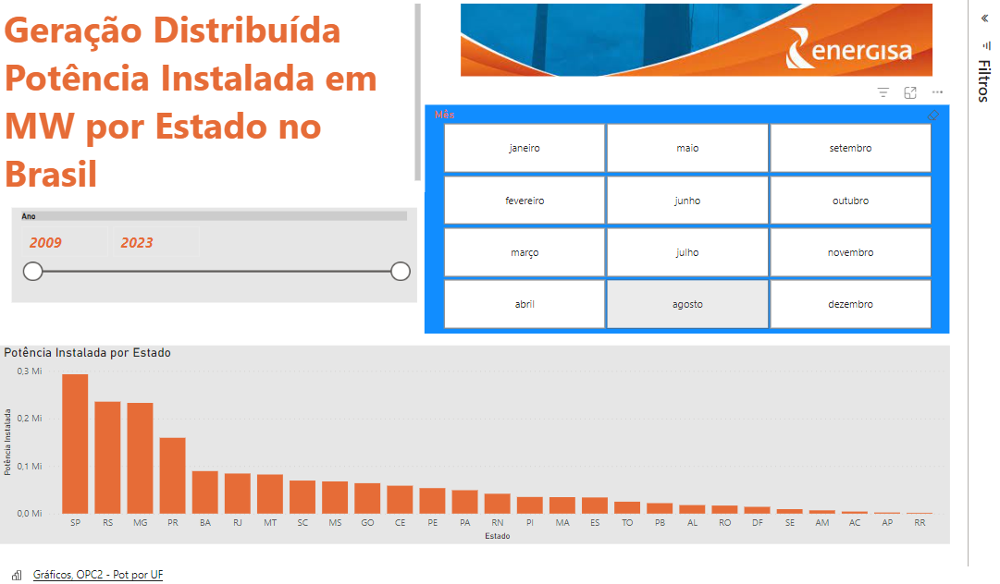 Geração Distribuída
Potência Instalada em
MW por Estado no
Brasil
energisa
Filtros
Mês
janeiro maio setembro
fevereiro junho outubro
março julho novembro
abril agosto dezembro
Ano
2009 2023
Potência Instalada por Estado
Potência Instalada
0,3 Mi
0,2 Mi
0,1 Mi
0,0 Mi
SP RS MG PR BA RJ MT SC MS GO CE PE PA RN PI MA ES TO PB AL RO DF SE AM AC AP RR
Estado
Gráficos, OPC2 - Pot por UF